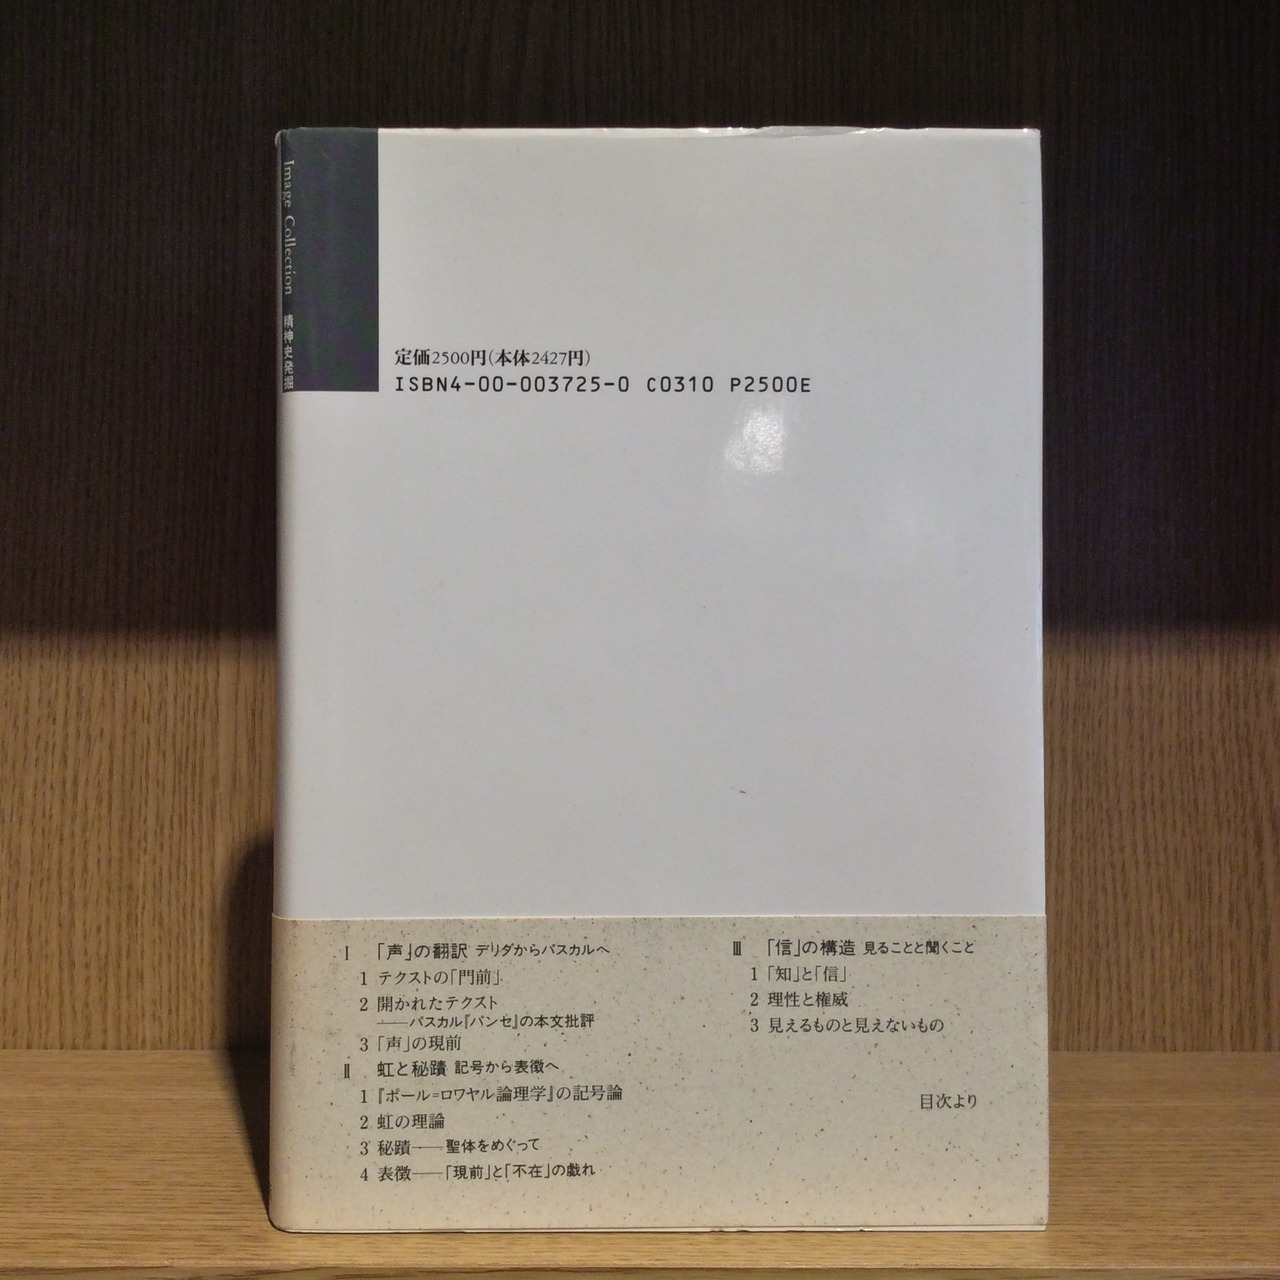 Image Collection 精神史発掘
定価2500円(本体2427円)
ISBN4-00-003725-0 C0310 P2500E
Ⅰ 「声」の翻訳 デリダからパスカルへ
1 テクストの「門前」
2 開かれたテクスト
——パスカル『パンセ』の本文批評
3 「声」の現前
Ⅱ 虹と秘蹟 記号から表徴へ
1 『ポール=ロワヤル論理学』の記号論
2 虹の理論
3 秘蹟——聖体をめぐって
4 表徴——「現前」と「不在」の戯れ
Ⅲ 「信」の構造 見ることと聞くこと
1 「知」と「信」
2 理性と権威
3 見えるものと見えないもの
目次より